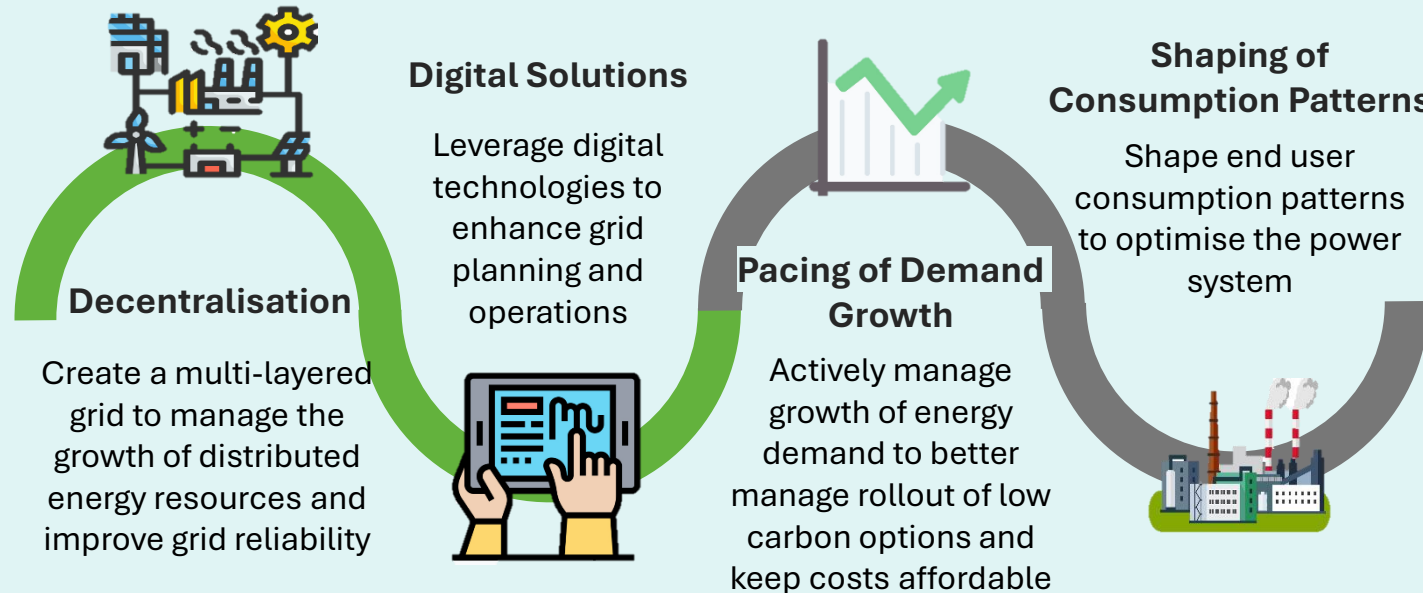 Decentralisation
Create a multi-layered
grid to manage the
growth of distributed
energy resources and
improve grid reliability
Digital Solutions
Leverage digital
technologies to
enhance grid
planning and
operations
Pacing of Demand
Growth
Actively manage
growth of energy
demand to better
manage rollout of low
carbon options and
keep costs affordable
Shaping of
Consumption Patterns
Shape end user
consumption patterns
to optimise the power
system